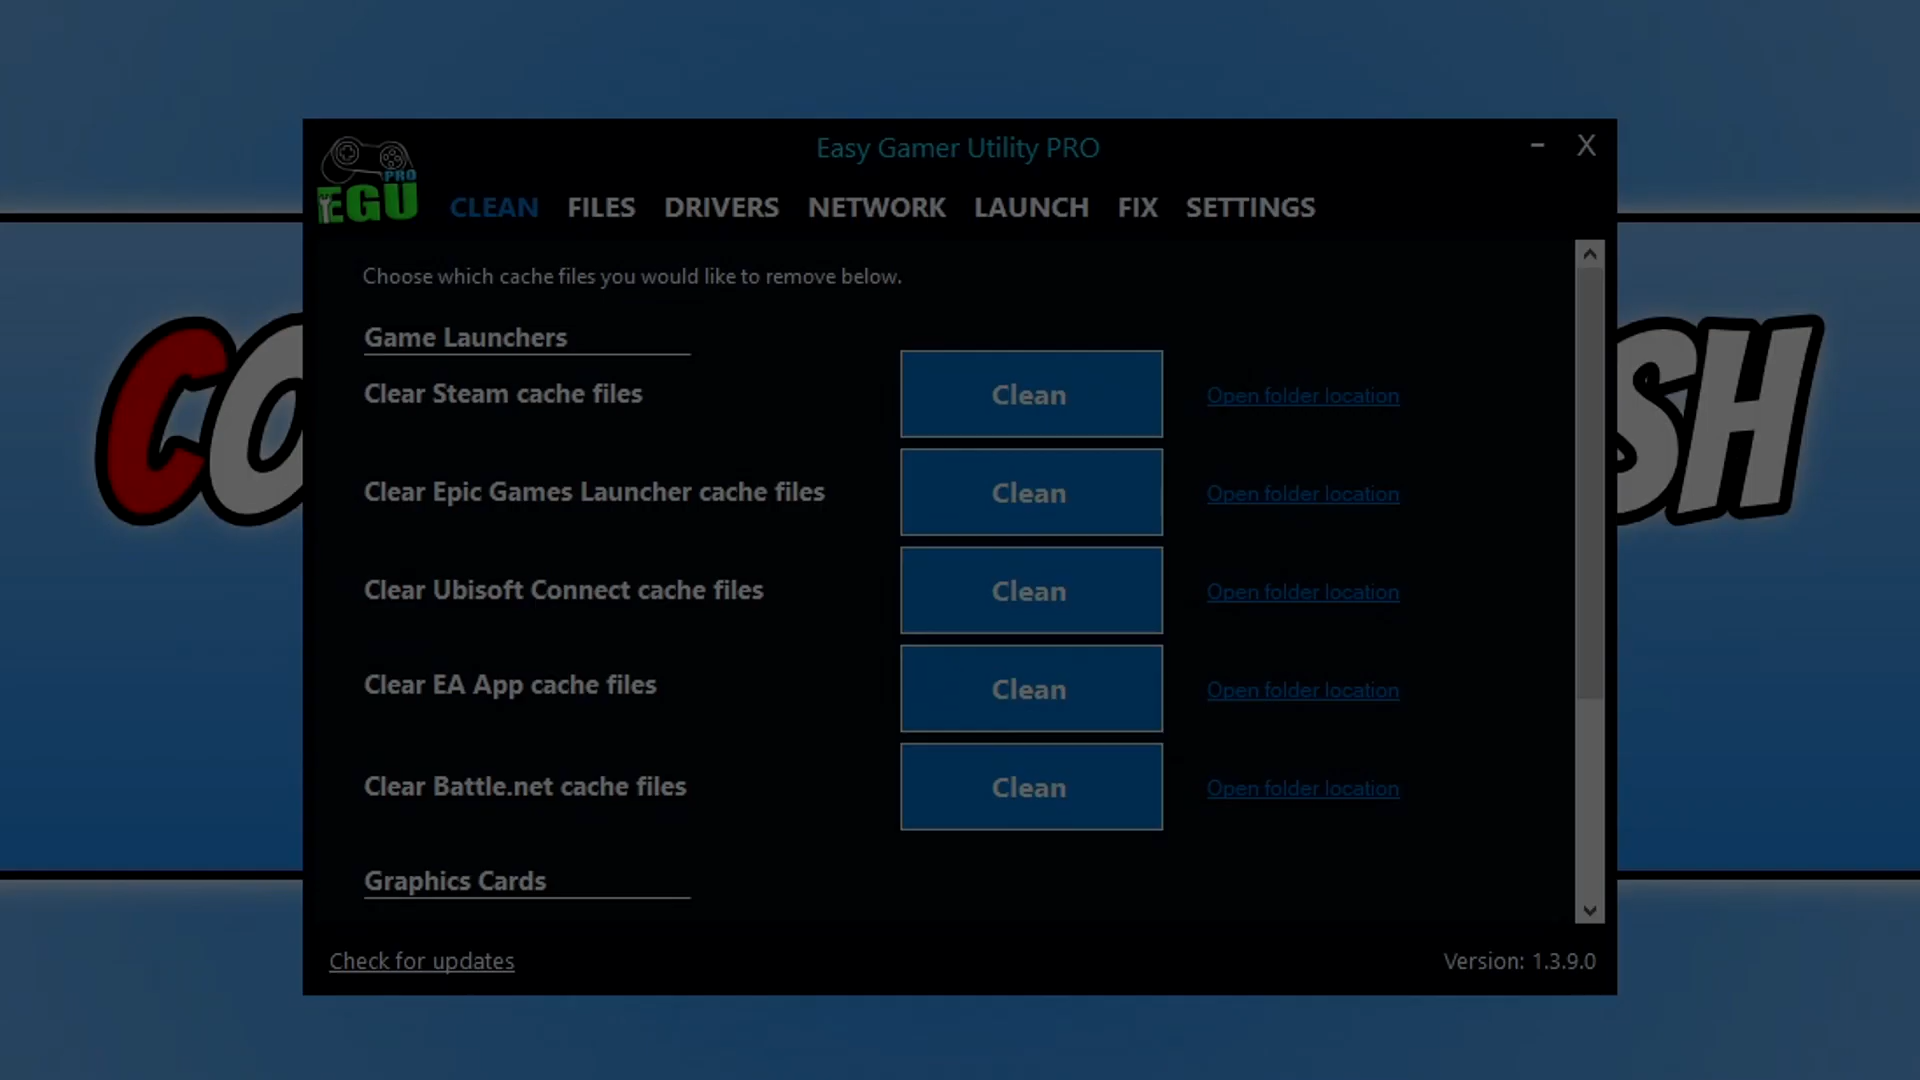 Easy Gamer Utility PRO
PRO
EGU
CLEAN FILES DRIVERS NETWORK LAUNCH FIX SETTINGS
Choose which cache files you would like to remove below.
Game Launchers
Clear Steam cache files Clean Open folder location
Clear Epic Games Launcher cache files Clean Open folder location
Clear Ubisoft Connect cache files Clean Open folder location
Clear EA App cache files Clean Open folder location
Clear Battle.net cache files Clean Open folder location
Graphics Cards
Check for updates Version: 1.3.9.0